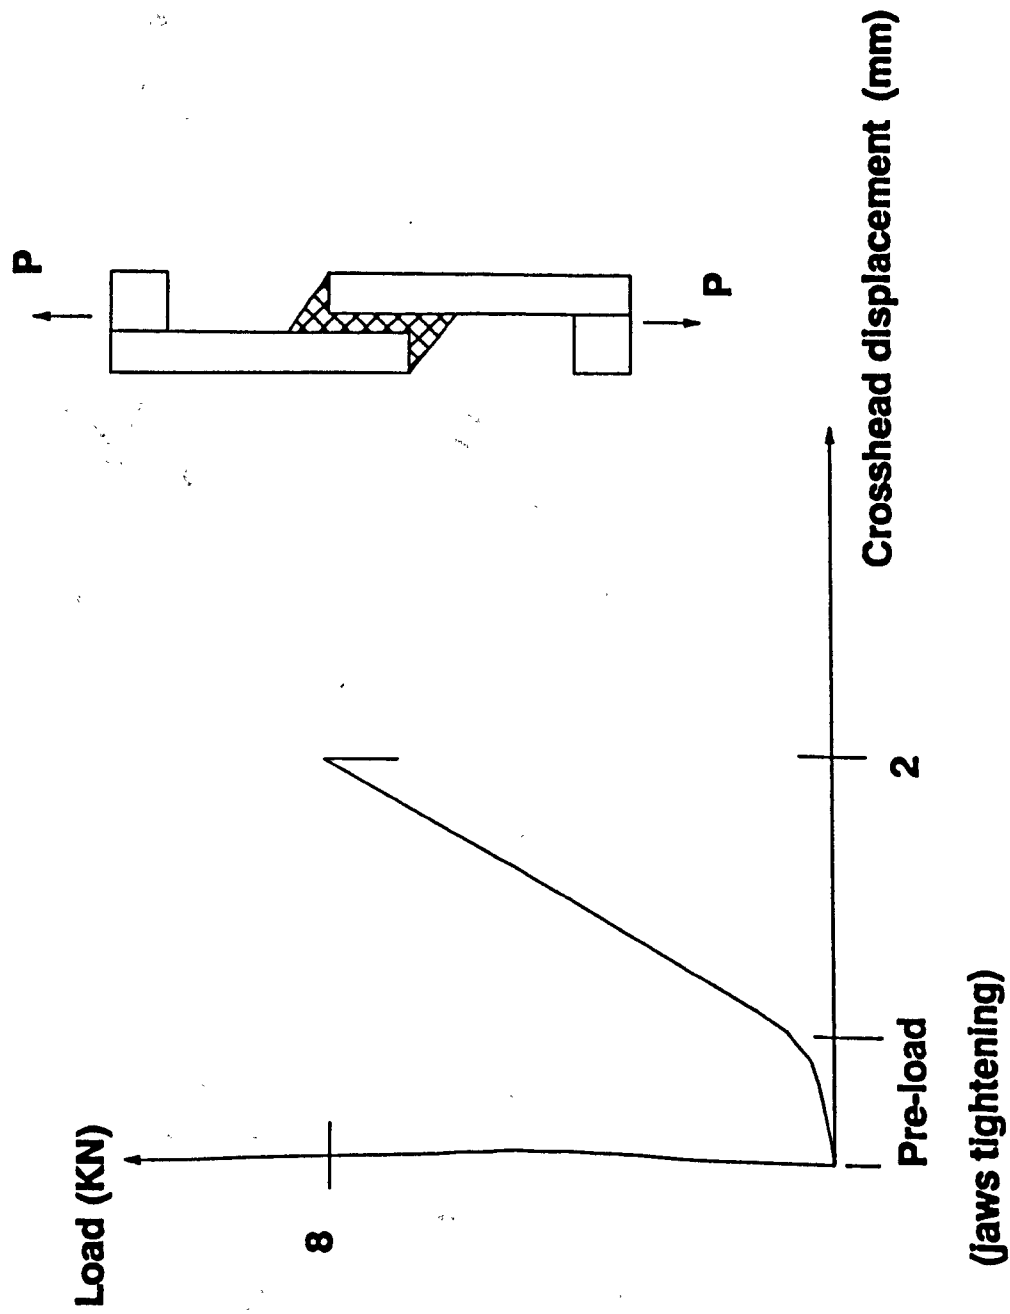 Load (KN)
8
P
P
2
Pre-load
(jaws tightening)
Crosshead displacement (mm)